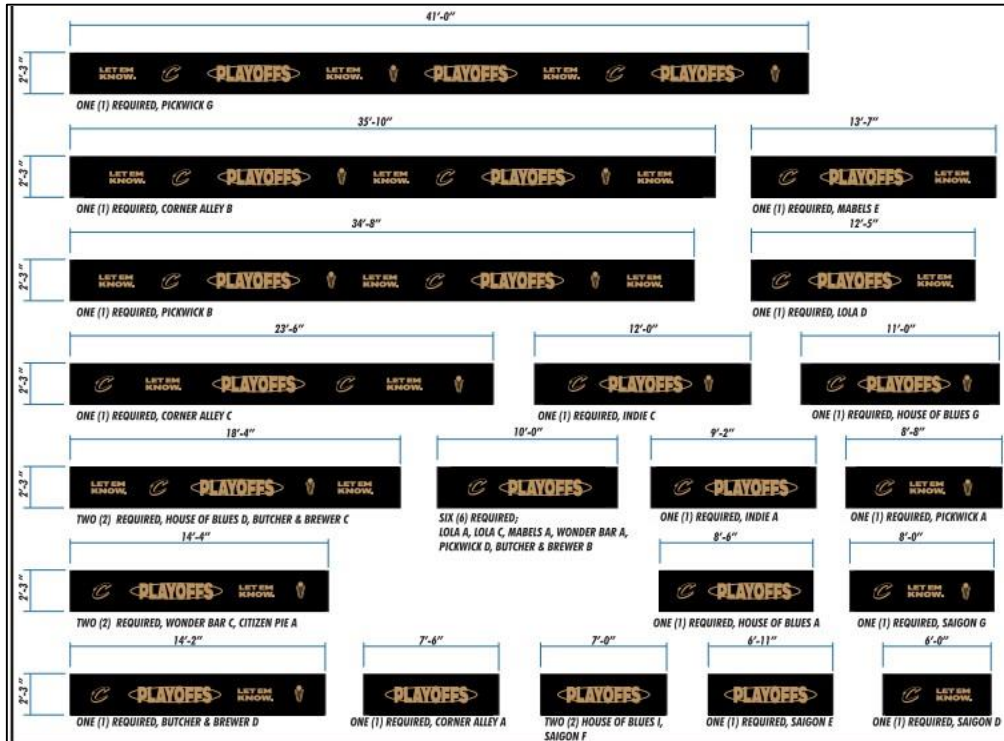 41'-0"
2'-3"
LET EM KNOW. C PLAYOFFS LET EM KNOW. PLAYOFFS LET EM KNOW. C PLAYOFFS
ONE (1) REQUIRED, PICKWICK G
35'-10"
13'-7"
2'-3"
LET EM KNOW. C PLAYOFFS LET EM KNOW. C PLAYOFFS LET EM KNOW.
C PLAYOFFS LET EM KNOW.
ONE (1) REQUIRED, CORNER ALLEY B
ONE (1) REQUIRED, MABELS E
34'-8"
12'-5"
2'-3"
LET EM KNOW. C PLAYOFFS LET EM KNOW. C PLAYOFFS LET EM KNOW.
C PLAYOFFS LET EM KNOW.
ONE (1) REQUIRED, PICKWICK B
ONE (1) REQUIRED, LOLA D
23'-6"
12'-0"
11'-0"
2'-3"
C LET EM KNOW. PLAYOFFS C LET EM KNOW.
C PLAYOFFS
C PLAYOFFS
ONE (1) REQUIRED, CORNER ALLEY C
ONE (1) REQUIRED, INDIE C
ONE (1) REQUIRED, HOUSE OF BLUES G
18'-4"
10'-0"
9'-2"
8'-8"
2'-3"
LET EM KNOW. C PLAYOFFS LET EM KNOW.
C PLAYOFFS
C PLAYOFFS
C LET EM KNOW.
TWO (2) REQUIRED, HOUSE OF BLUES D, BUTCHER & BREWER C
SIX (6) REQUIRED;
LOLA A, LOLA C, MABELS A, WONDER BAR A,
PICKWICK D, BUTCHER & BREWER B
ONE (1) REQUIRED, INDIE A
ONE (1) REQUIRED, PICKWICK A
14'-4"
8'-6"
8'-0"
2'-3"
C PLAYOFFS LET EM KNOW.
C PLAYOFFS
C LET EM KNOW.
TWO (2) REQUIRED, WONDER BAR C, CITIZEN PIE A
ONE (1) REQUIRED, HOUSE OF BLUES A
ONE (1) REQUIRED, SAIGON G
14'-2"
7'-6"
7'-0"
6'-11"
6'-0"
2'-3"
C PLAYOFFS LET EM KNOW.
PLAYOFFS
PLAYOFFS
PLAYOFFS
C LET EM KNOW.
ONE (1) REQUIRED, BUTCHER & BREWER D
ONE (1) REQUIRED, CORNER ALLEY A
TWO (2) HOUSE OF BLUES I,
SAIGON F
ONE (1) REQUIRED, SAIGON E
ONE (1) REQUIRED, SAIGON D